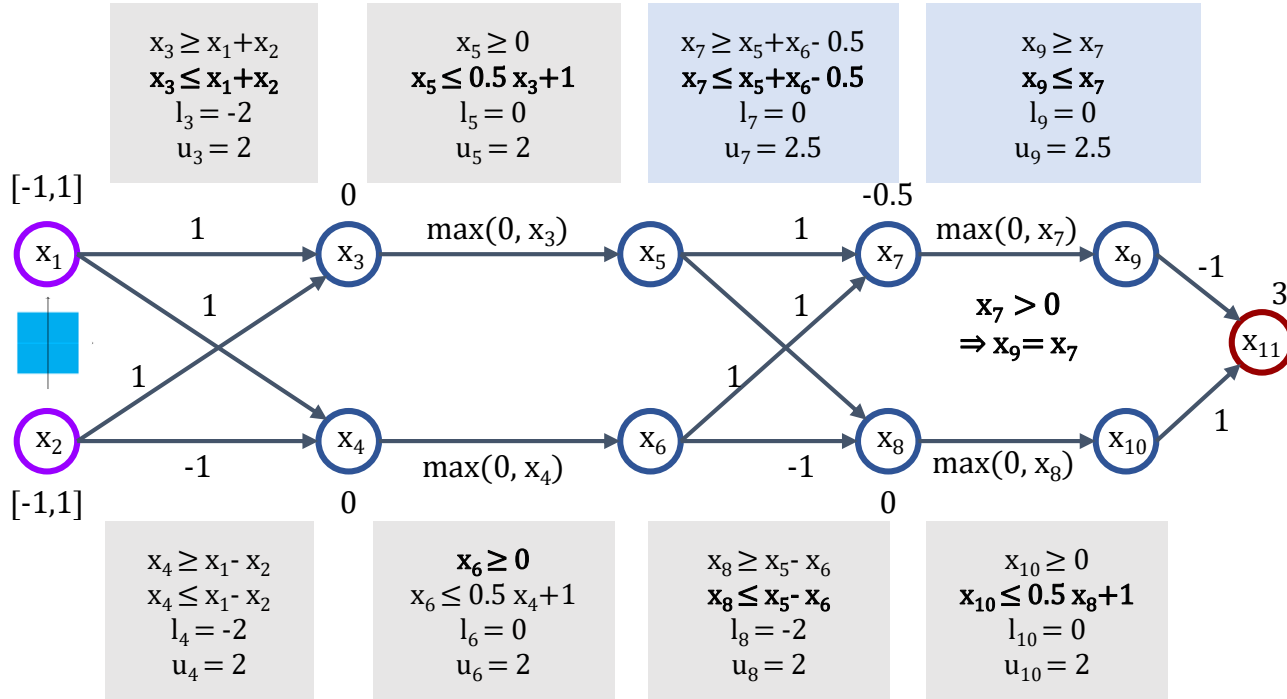 x₃ ≥ x₁+x₂
x₃ ≤ x₁+x₂
l₃ = -2
u₃ = 2
x₅ ≥ 0
x₅ ≤ 0.5 x₃+1
l₅ = 0
u₅ = 2
x₇ ≥ x₅+x₆- 0.5
x₇ ≤ x₅+x₆- 0.5
l₇ = 0
u₇ = 2.5
x₉ ≥ x₇
x₉ ≤ x₇
l₉ = 0
u₉ = 2.5
[-1,1]
0
-0.5
x₁
1
x₃
max(0, x₃)
x₅
1
x₇
max(0, x₇)
x₉
-1
3
1
1
x₇ > 0
⇒ x₉= x₇
x₁₁
1
1
1
x₂
-1
x₄
max(0, x₄)
x₆
-1
x₈
max(0, x₈)
x₁₀
[-1,1]
0
0
x₄ ≥ x₁- x₂
x₄ ≤ x₁- x₂
l₄ = -2
u₄ = 2
x₆ ≥ 0
x₆ ≤ 0.5 x₄+1
l₆ = 0
u₆ = 2
x₈ ≥ x₅- x₆
x₈ ≤ x₅- x₆
l₈ = -2
u₈ = 2
x₁₀ ≥ 0
x₁₀ ≤ 0.5 x₈+1
l₁₀ = 0
u₁₀ = 2